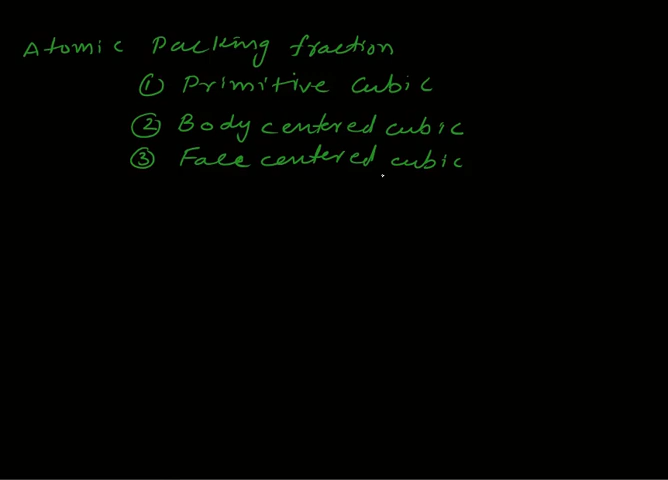 Atomic Packing fraction
① Primitive Cubic
② Body centered cubic
③ Face centered cubic